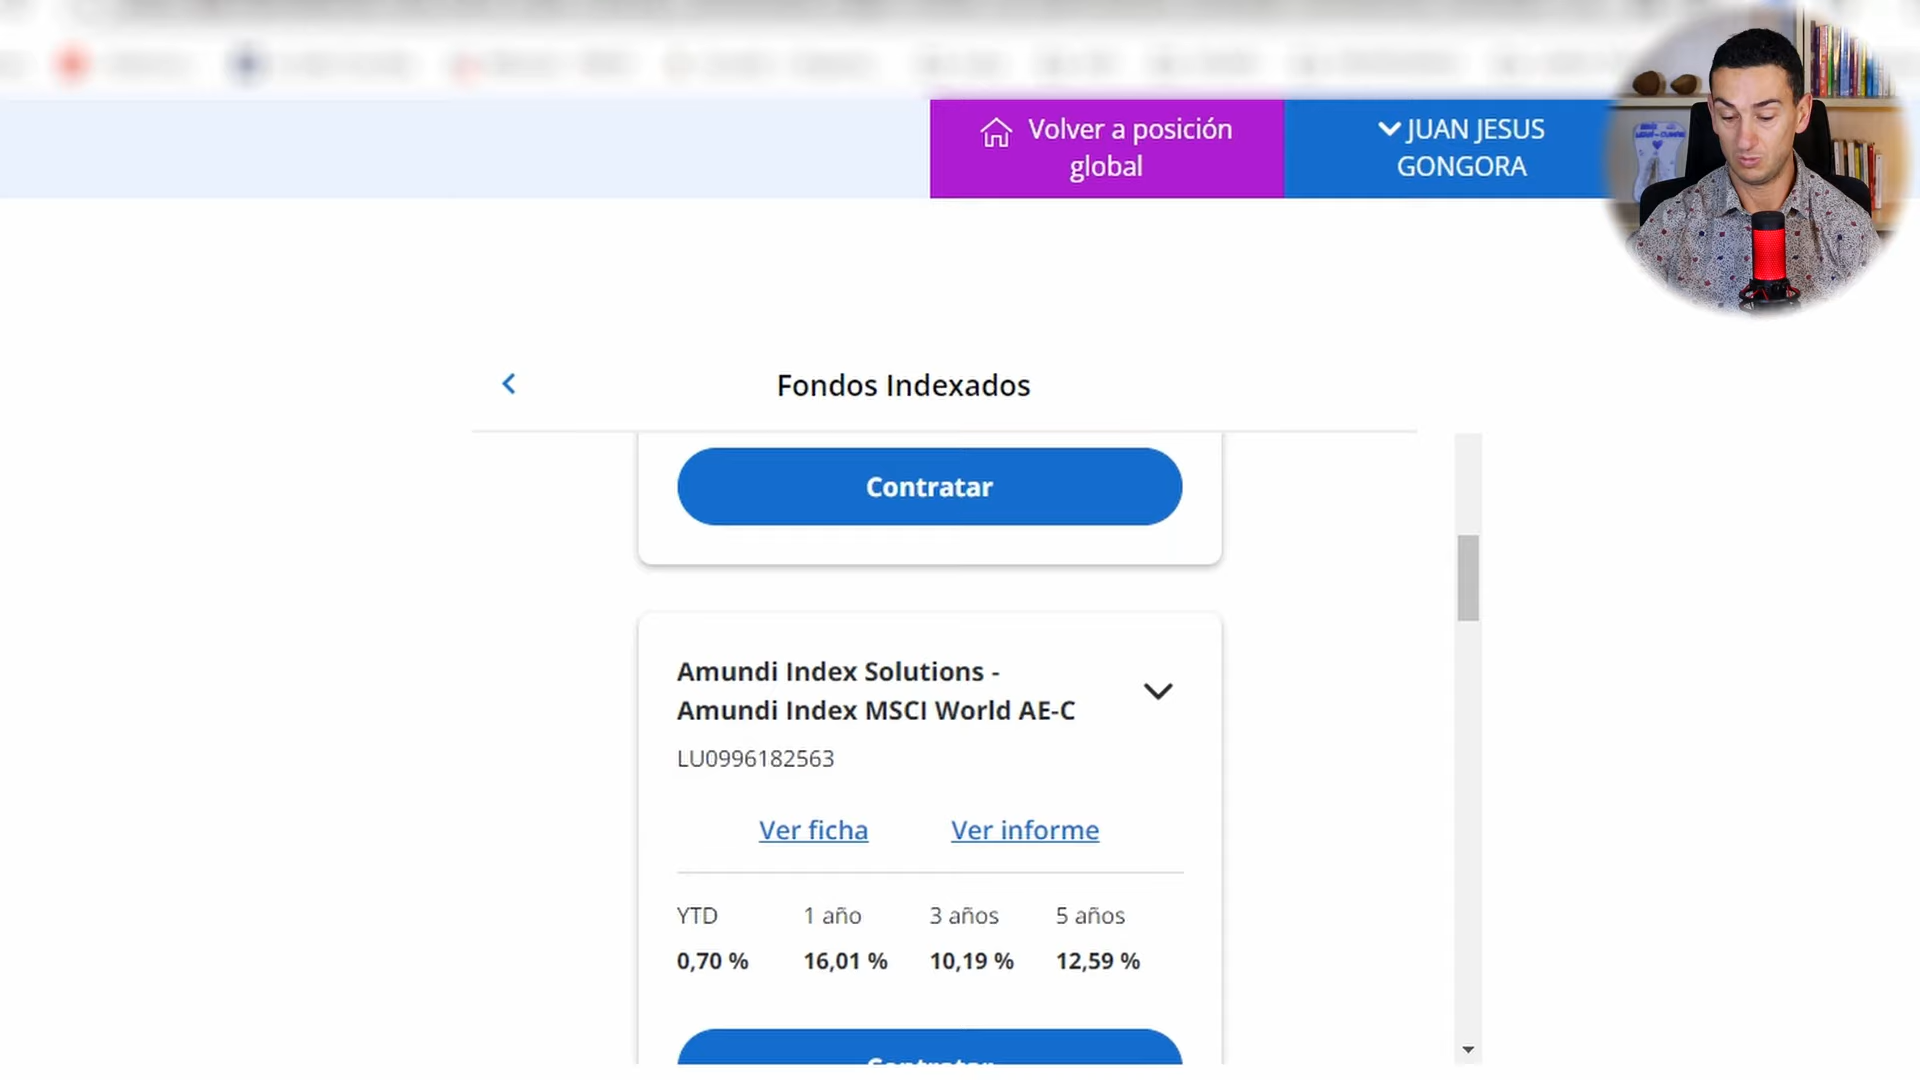 Volver a posición
global
JUAN JESUS
GONGORA
Fondos Indexados
Contratar
Amundi Index Solutions -
Amundi Index MSCI World AE-C
LU0996182563
Ver ficha Ver informe
YTD 1 año 3 años 5 años
0,70 % 16,01 % 10,19 % 12,59 %
Contratar